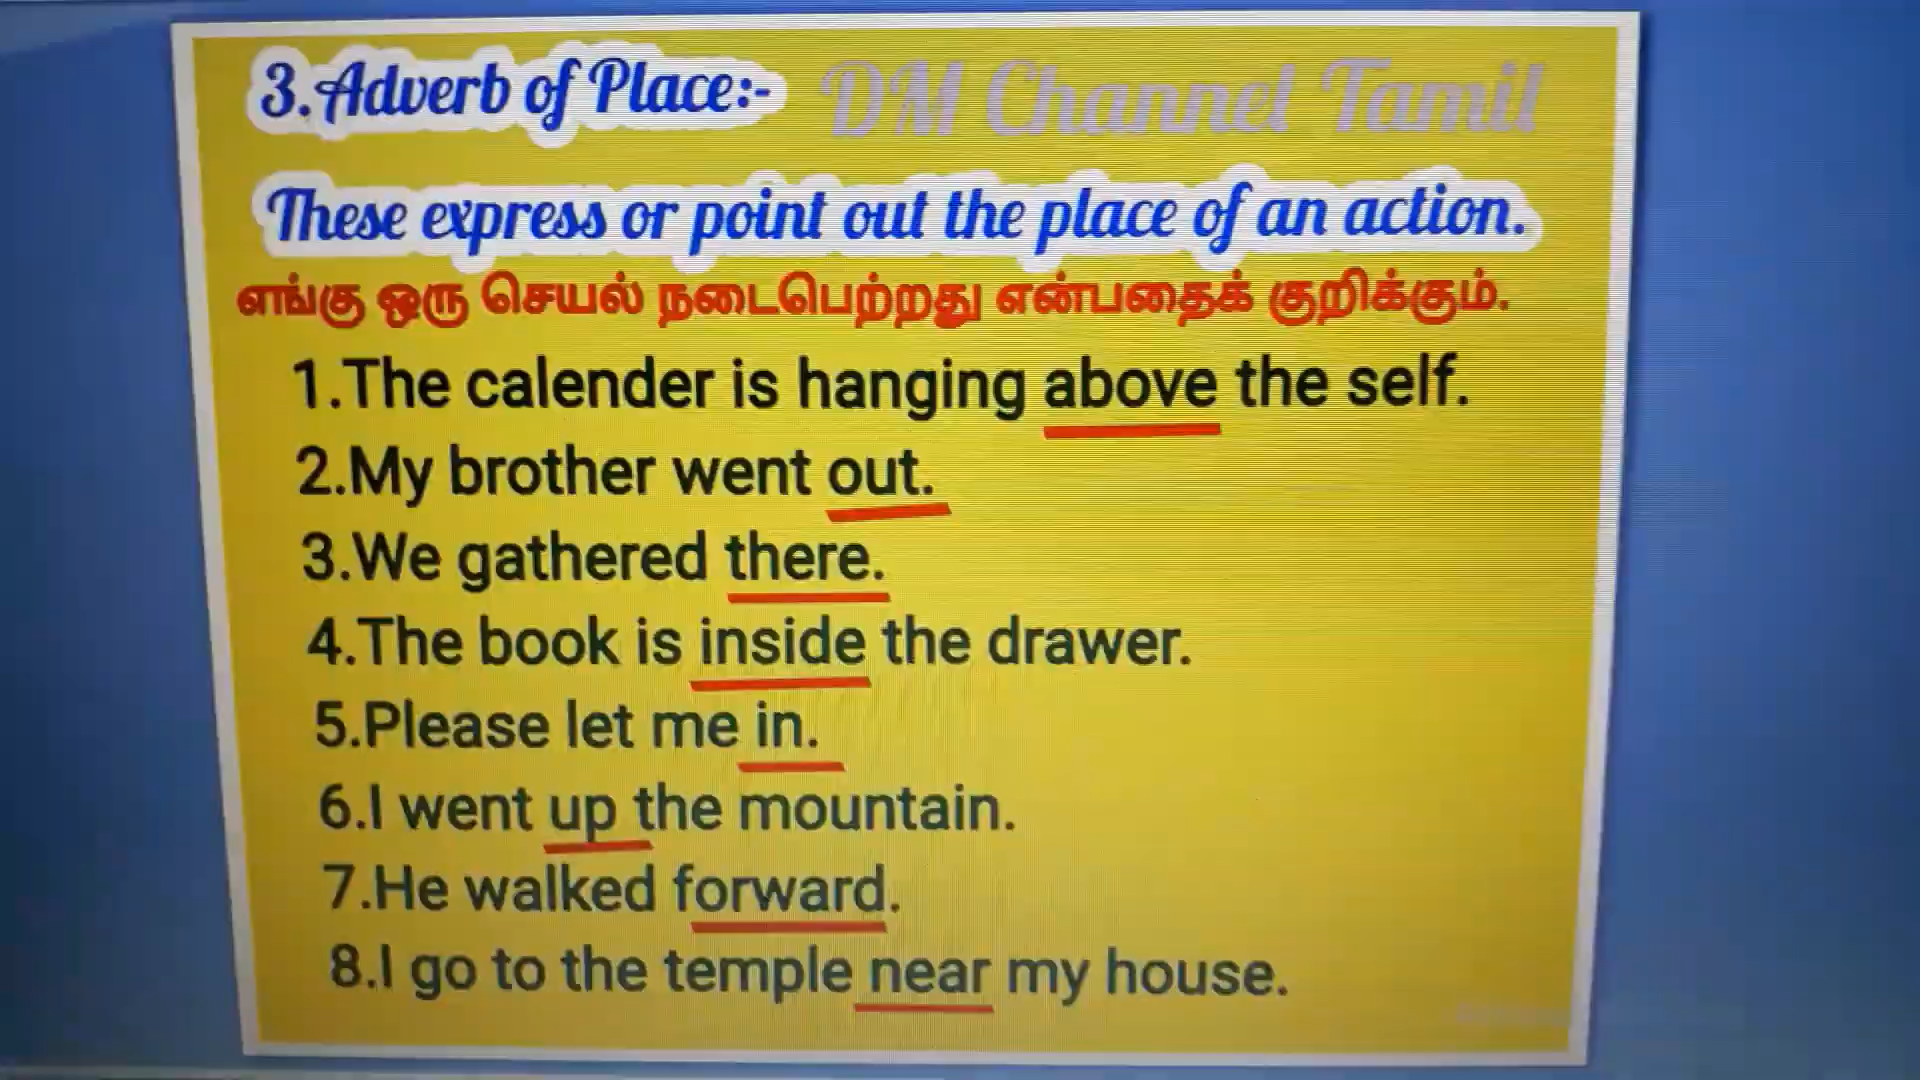 3.Adverb of Place:- DM Channel Tamil
These express or point out the place of an action.
எங்கு ஒரு செயல் நடைபெற்றது என்பதைக் குறிக்கும்.
1.The calender is hanging above the self.
2.My brother went out.
3.We gathered there.
4.The book is inside the drawer.
5.Please let me in.
6.I went up the mountain.
7.He walked forward.
8.I go to the temple near my house.